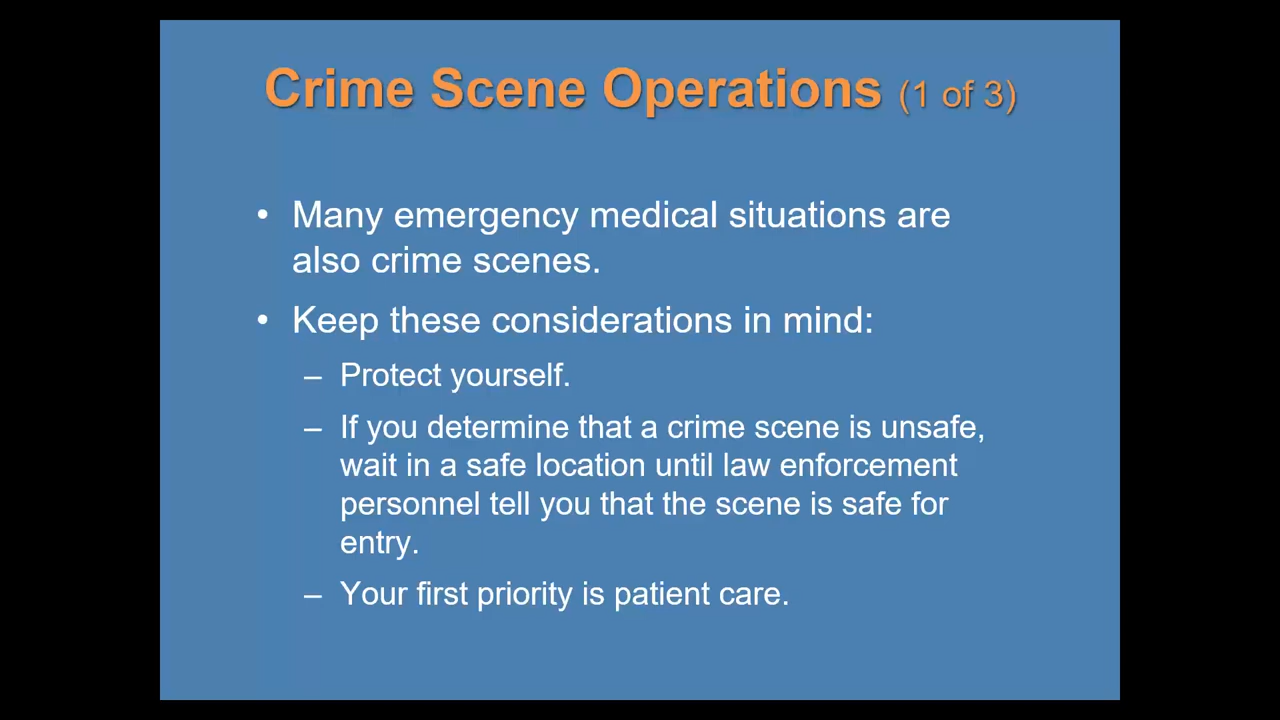 Crime Scene Operations (1 of 3)
• Many emergency medical situations are
also crime scenes.
• Keep these considerations in mind:
– Protect yourself.
– If you determine that a crime scene is unsafe,
wait in a safe location until law enforcement
personnel tell you that the scene is safe for
entry.
– Your first priority is patient care.